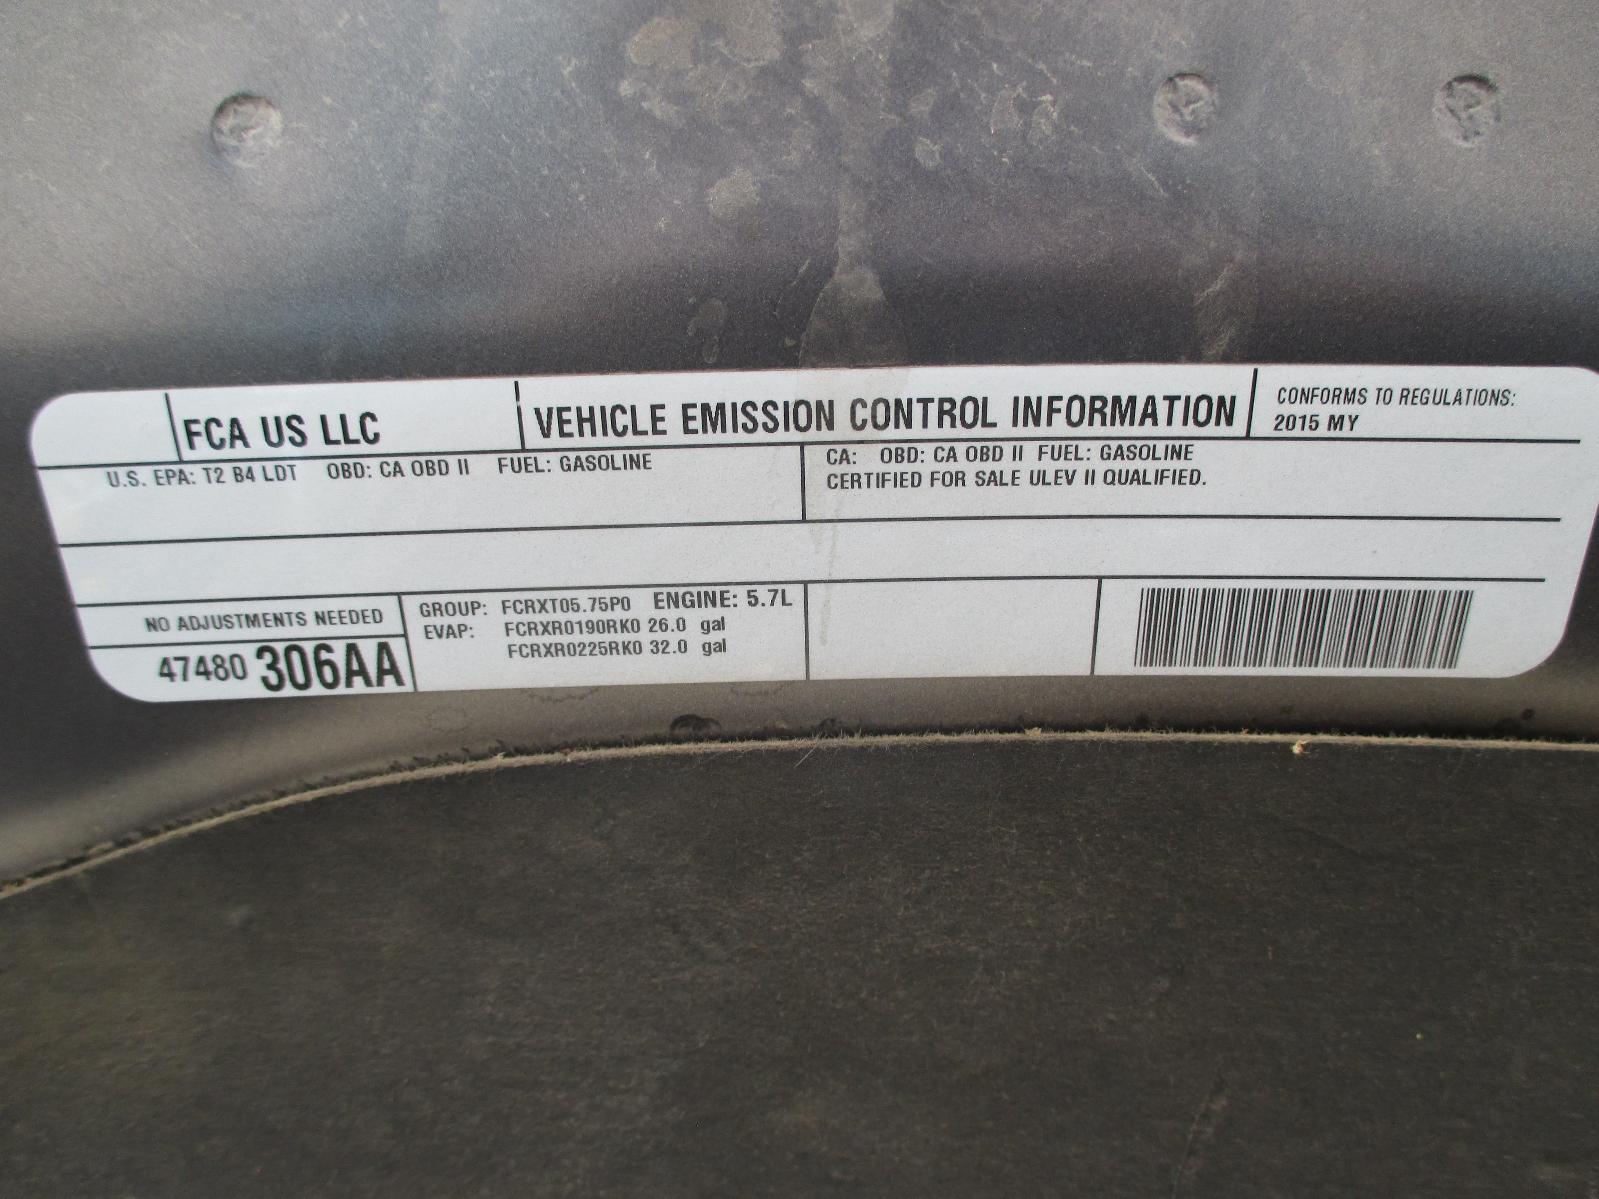 FCA US LLC
VEHICLE EMISSION CONTROL INFORMATION
CONFORMS TO REGULATIONS:
2015 MY
U.S. EPA: T2 B4 LDT OBD: CA OBD II FUEL: GASOLINE
CA: OBD: CA OBD II FUEL: GASOLINE
CERTIFIED FOR SALE ULEV II QUALIFIED.
NO ADJUSTMENTS NEEDED
47480 306AA
GROUP: FCRXT05.75P0 ENGINE: 5.7L
EVAP: FCRXR0190RK0 26.0 gal
FCRXR0225RK0 32.0 gal